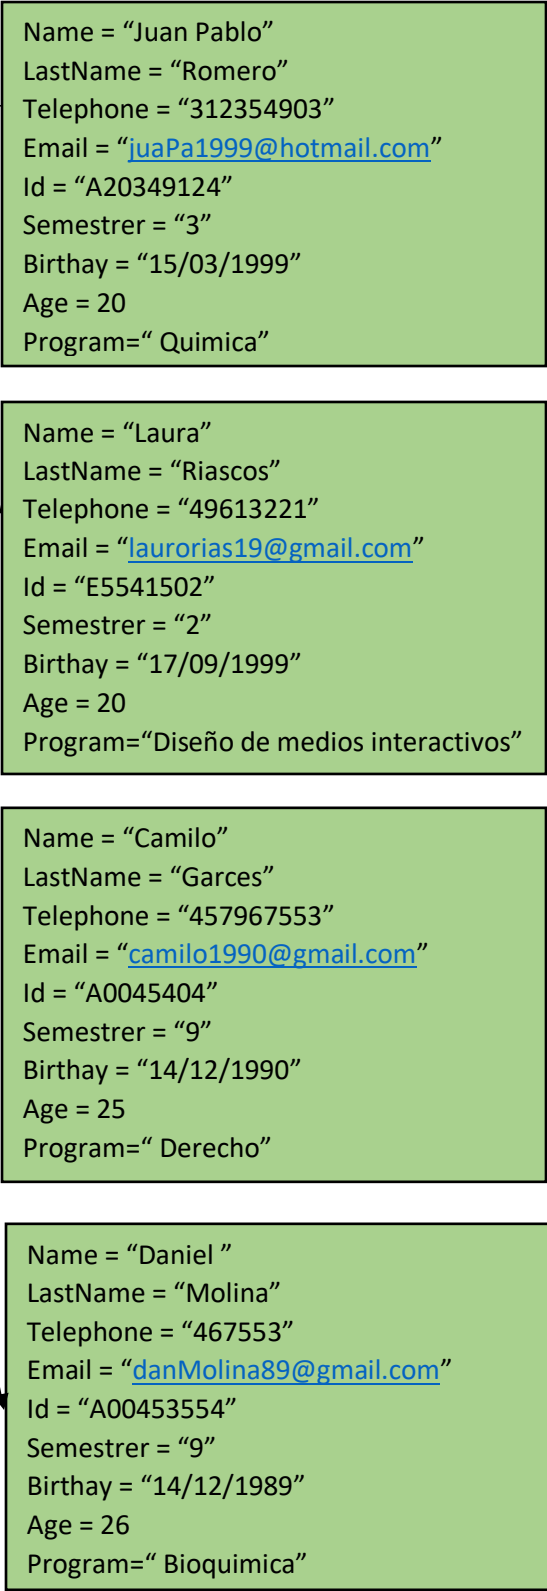 Name = “Juan Pablo”
LastName = “Romero”
Telephone = “312354903”
Email = “juaPa1999@hotmail.com”
Id = “A20349124”
Semestrer = “3”
Birthay = “15/03/1999”
Age = 20
Program=“ Quimica”
Name = “Laura”
LastName = “Riascos”
Telephone = “49613221”
Email = “laurorias19@gmail.com”
Id = “E5541502”
Semestrer = “2”
Birthay = “17/09/1999”
Age = 20
Program=“Diseño de medios interactivos”
Name = “Camilo”
LastName = “Garces”
Telephone = “457967553”
Email = “camilo1990@gmail.com”
Id = “A0045404”
Semestrer = “9”
Birthay = “14/12/1990”
Age = 25
Program=“ Derecho”
Name = “Daniel ”
LastName = “Molina”
Telephone = “467553”
Email = “danMolina89@gmail.com”
Id = “A00453554”
Semestrer = “9”
Birthay = “14/12/1989”
Age = 26
Program=“ Bioquimica”